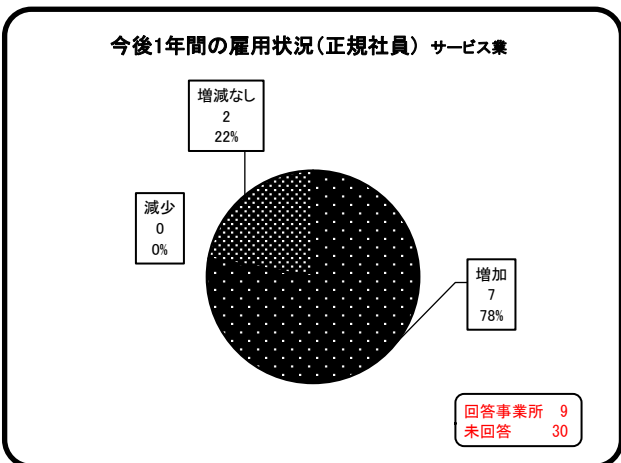 今後1年間の雇用状況(正規社員) サービス業
増減なし
2
22%
減少
0
0%
増加
7
78%
回答事業所 9
未回答 30